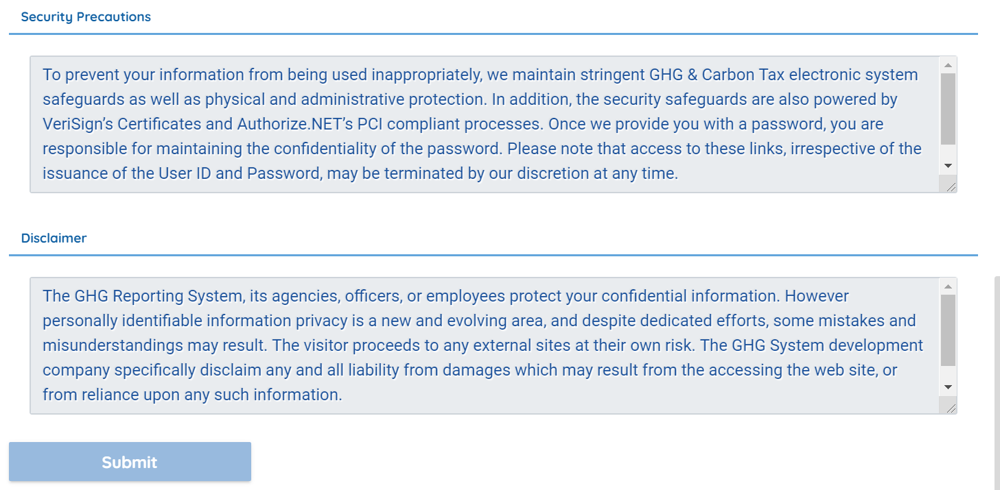 Security Precautions
To prevent your information from being used inappropriately, we maintain stringent GHG & Carbon Tax electronic system
safeguards as well as physical and administrative protection. In addition, the security safeguards are also powered by
VeriSign’s Certificates and Authorize.NET’s PCI compliant processes. Once we provide you with a password, you are
responsible for maintaining the confidentiality of the password. Please note that access to these links, irrespective of the
issuance of the User ID and Password, may be terminated by our discretion at any time.
Disclaimer
The GHG Reporting System, its agencies, officers, or employees protect your confidential information. However
personally identifiable information privacy is a new and evolving area, and despite dedicated efforts, some mistakes and
misunderstandings may result. The visitor proceeds to any external sites at their own risk. The GHG System development
company specifically disclaim any and all liability from damages which may result from the accessing the web site, or
from reliance upon any such information.
Submit